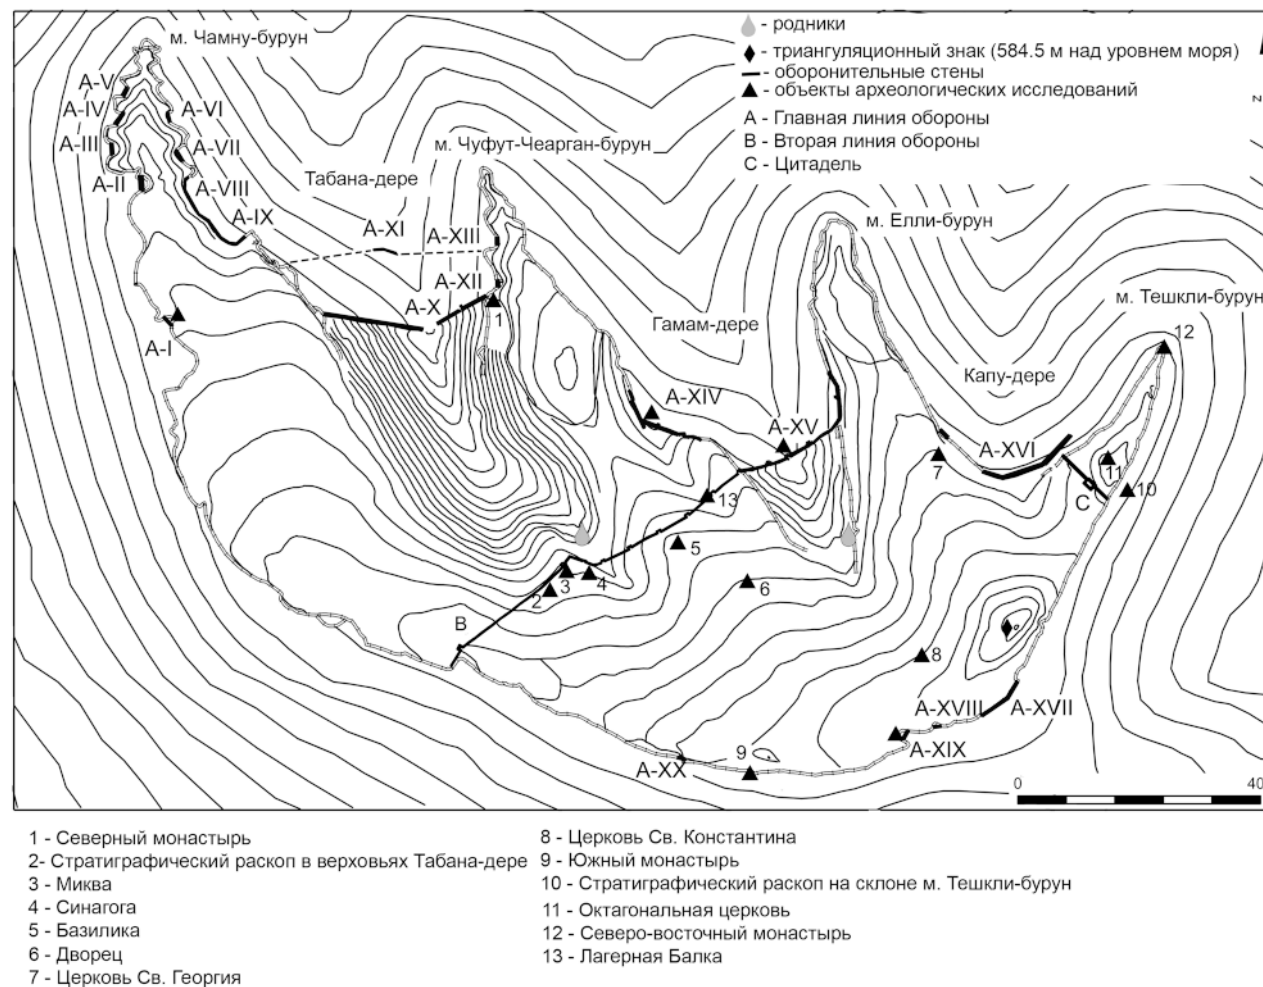 м. Чамну-бурун
- родники
- триангуляционный знак (584.5 м над уровнем моря)
- оборонительные стены
- объекты археологических исследований
А - Главная линия обороны
В - Вторая линия обороны
С - Цитадель
z
А-V
А-IV
А-III
А-II
А-VI
А-VII
А-VIII
А-IX
Табана-дере
м. Чуфут-Чеарган-бурун
А-XI
А-XIII
А-XII
А-X
1
А-I
м. Елли-бурун
Гамам-дере
м. Тешкли-бурун
12
Капу-дере
А-XIV
А-XV
А-XVI
7
11
10
С
13
5
3
4
2
6
В
8
А-XVIII
А-XVII
А-XIX
9
А-XX
0
40
1 - Северный монастырь
2- Стратиграфический раскоп в верховьях Табана-дере
3 - Миква
4 - Синагога
5 - Базилика
6 - Дворец
7 - Церковь Св. Георгия
8 - Церковь Св. Константина
9 - Южный монастырь
10 - Стратиграфический раскоп на склоне м. Тешкли-бурун
11 - Октагональная церковь
12 - Северо-восточный монастырь
13 - Лагерная Балка